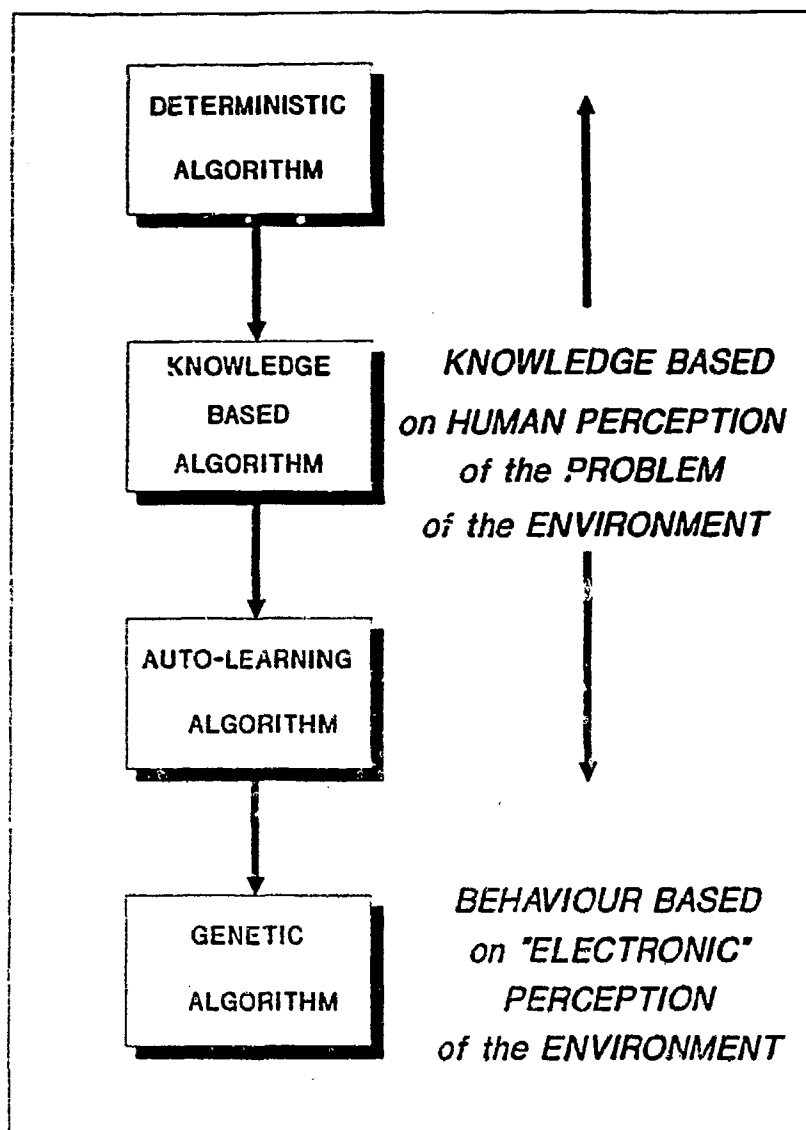 DETERMINISTIC
ALGORITHM
KNOWLEDGE
BASED
ALGORITHM
KNOWLEDGE BASED
on HUMAN PERCEPTION
of the PROBLEM
of the ENVIRONMENT
AUTO-LEARNING
ALGORITHM
GENETIC
ALGORITHM
BEHAVIOUR BASED
on "ELECTRONIC"
PERCEPTION
of the ENVIRONMENT